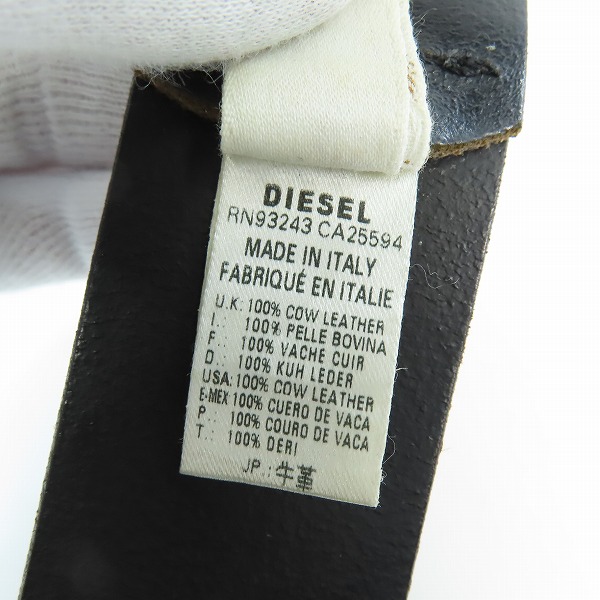 DIESEL
RN93243 CA25594
MADE IN ITALY
FABRIQUÉ EN ITALIE
U.K: 100% COW LEATHER
I.: 100% PELLE BOVINA
F.: 100% VACHE CUIR
D.: 100% KUH LEDER
USA: 100% COW LEATHER
E-MEX 100% CUERO DE VACA
P.: 100% COURO DE VACA
T.: 100% DERI
JP.: 牛革